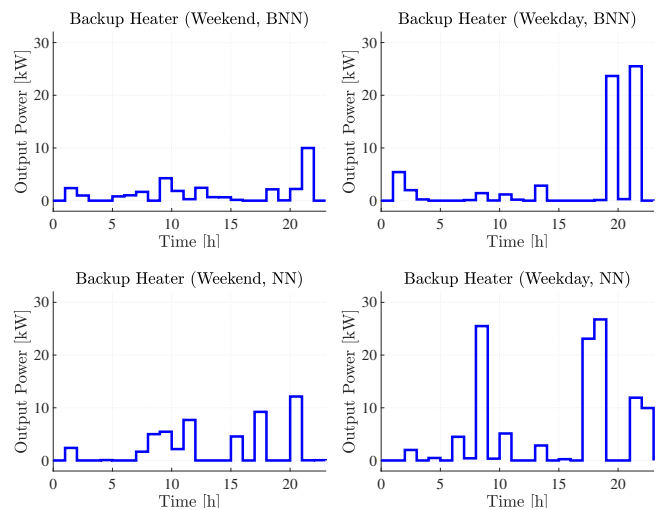 Backup Heater (Weekend, BNN)
Output Power [kW]
30
20
10
0
0 5 10 15 20
Time [h]
Backup Heater (Weekday, BNN)
Output Power [kW]
30
20
10
0
0 5 10 15 20
Time [h]
Backup Heater (Weekend, NN)
Output Power [kW]
30
20
10
0
0 5 10 15 20
Time [h]
Backup Heater (Weekday, NN)
Output Power [kW]
30
20
10
0
0 5 10 15 20
Time [h]